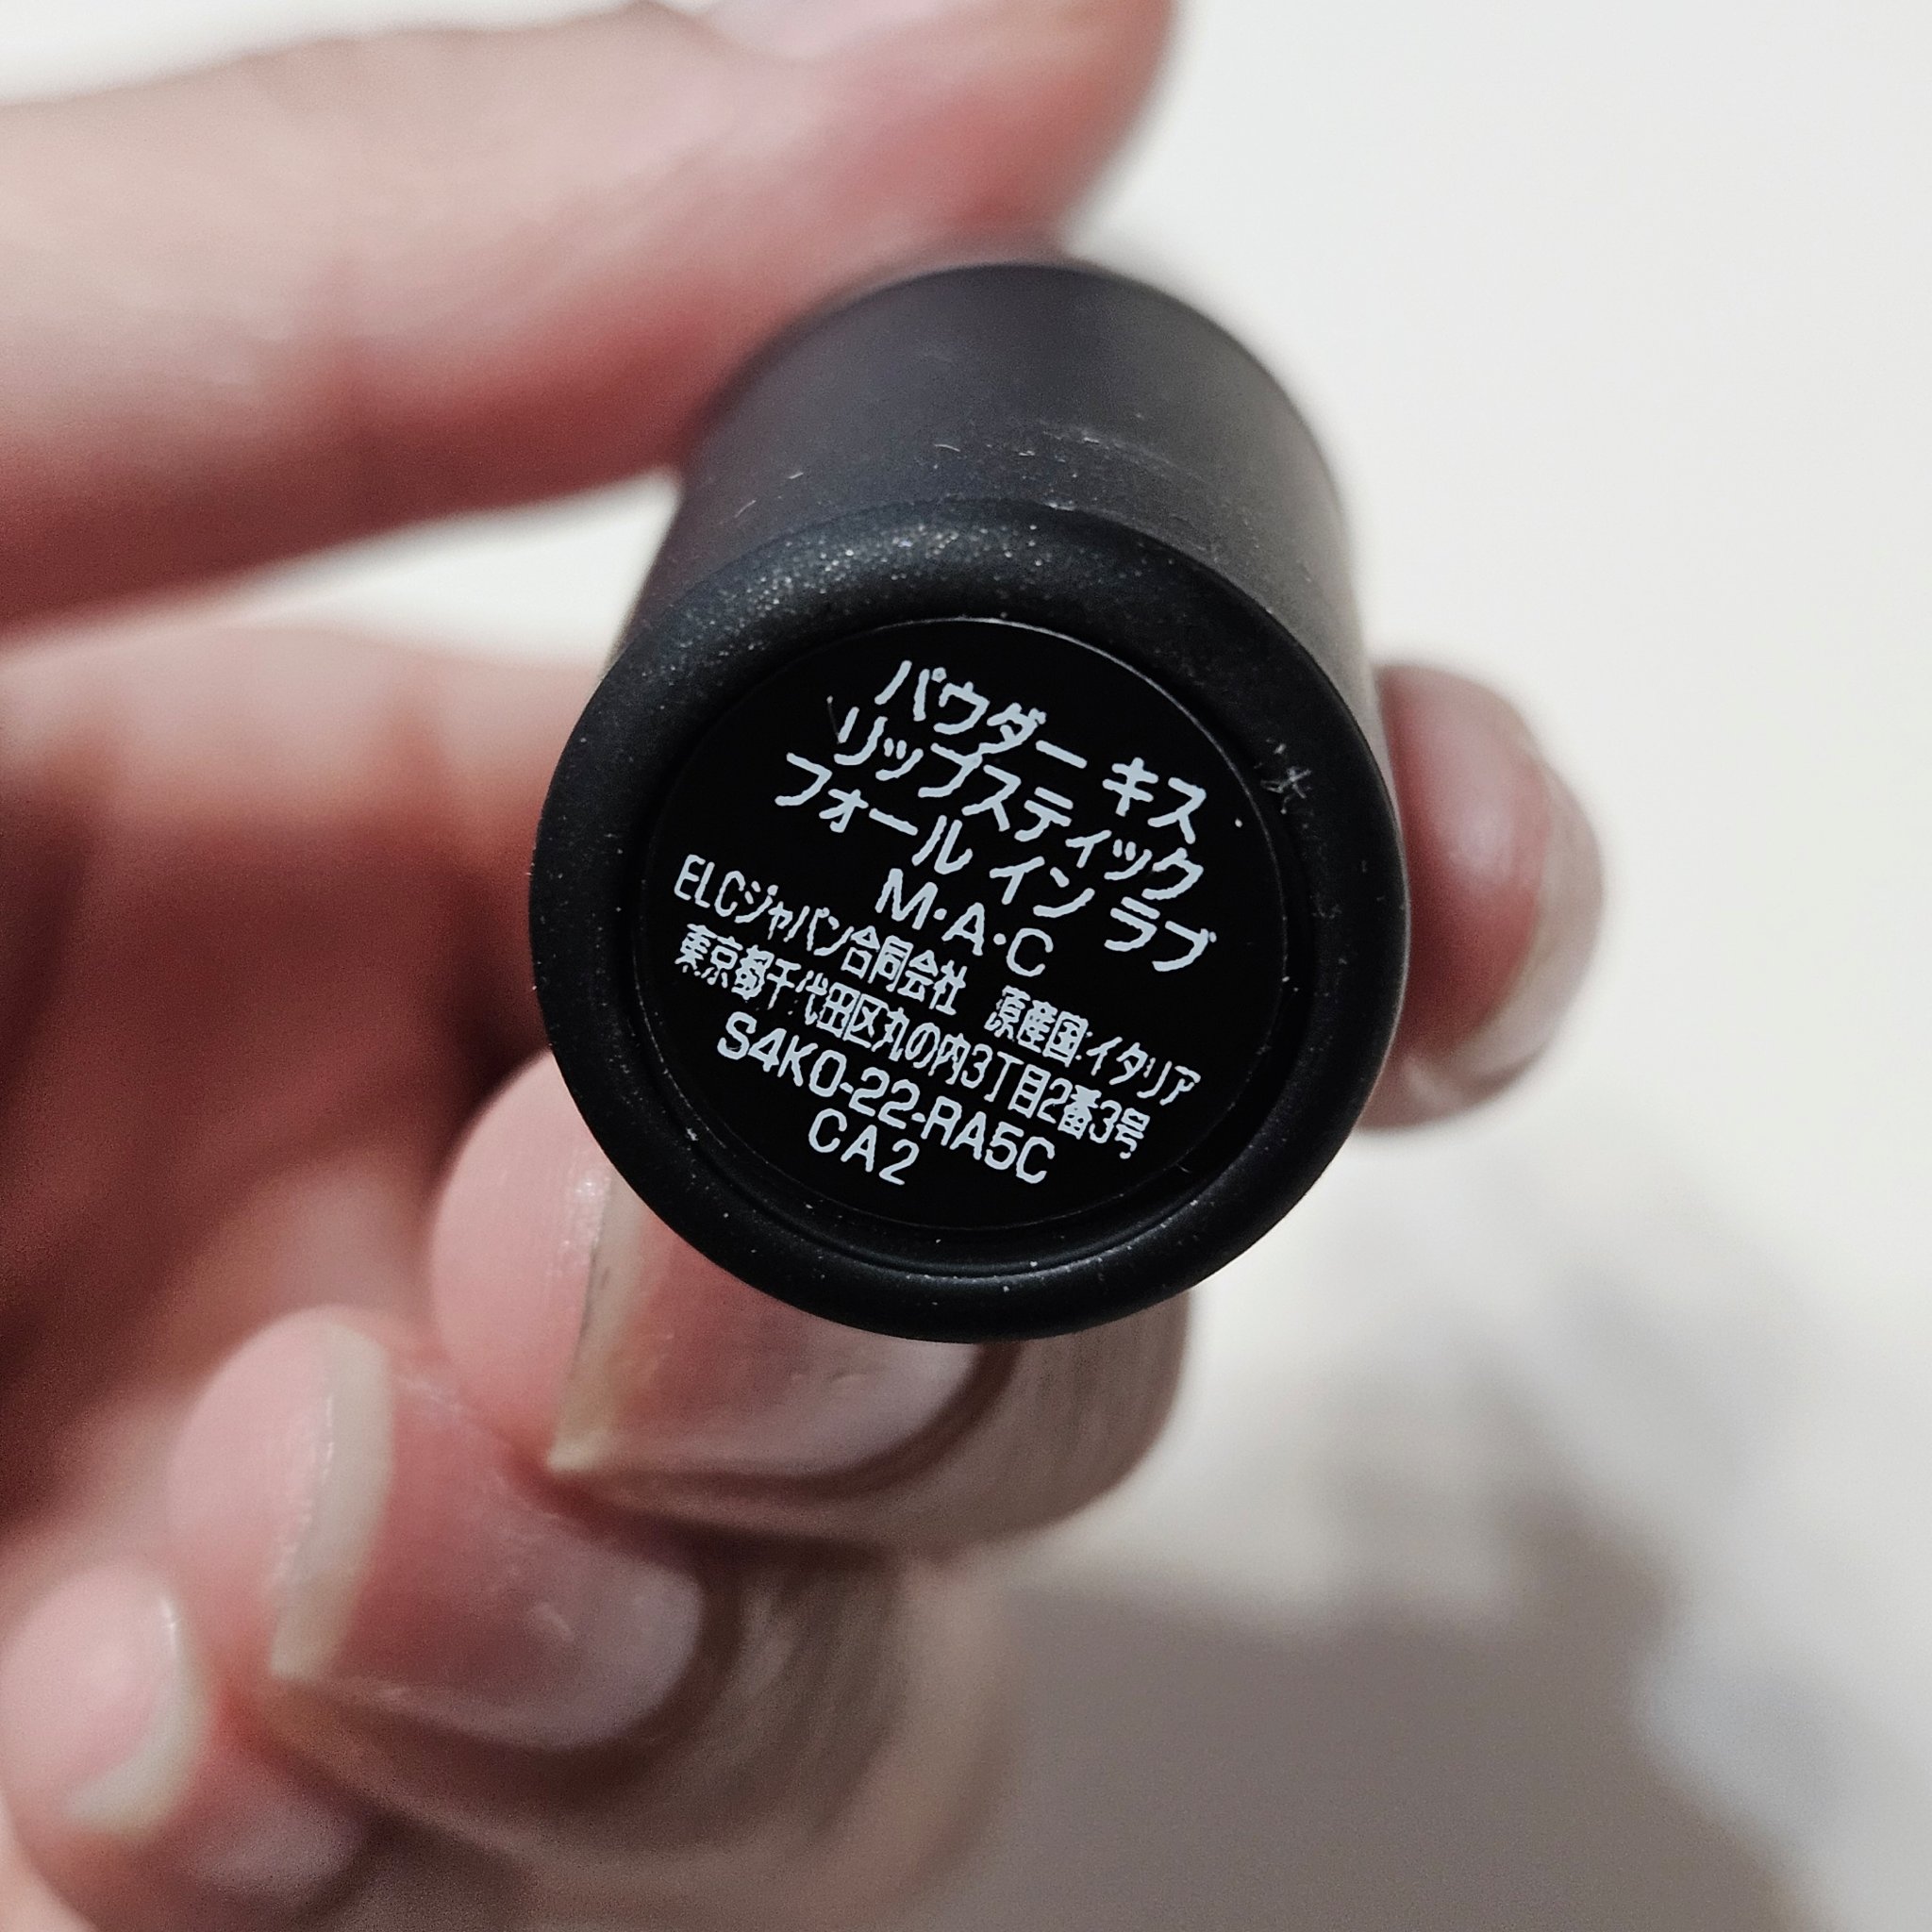 パウダー キス
リップスティック
フォール イン ラブ
M·A·C
ELCジャパン合同会社 原産国:イタリア
東京都千代田区丸の内3丁目2番3号
S4K0-22-RA5C
CA2